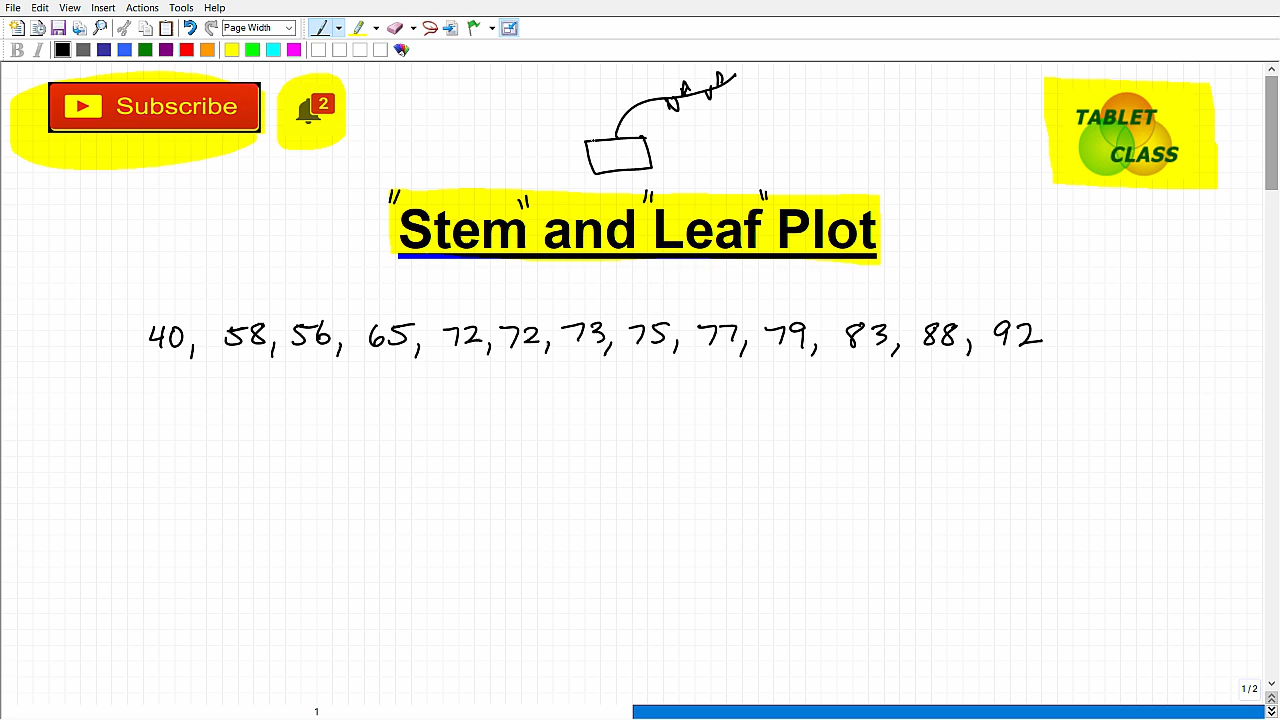 File Edit View Insert Actions Tools Help
Page Width
B I
Subscribe
2
TABLET
CLASS
"Stem" and "Leaf" Plot
40, 58, 56, 65, 72, 72, 73, 75, 77, 79, 83, 88, 92
1/2
1